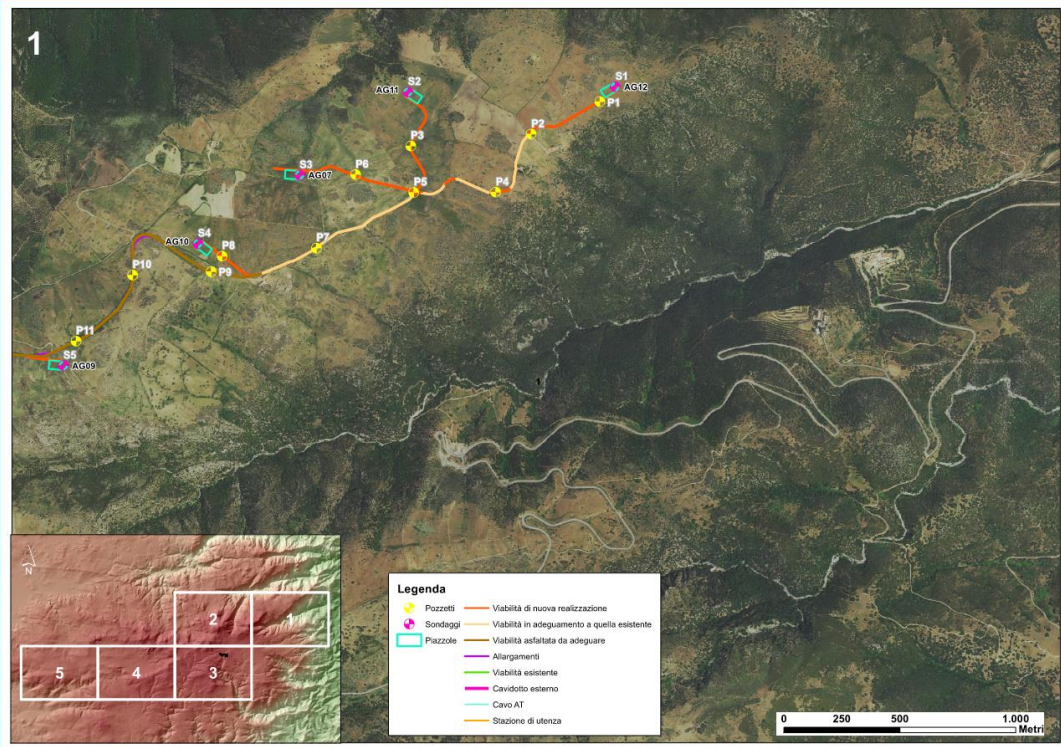 1
S1
AG12
S2
AG11
P1
P2
P3
S3
AG07
P6
P5
P4
S4
AG10
P8
P7
P9
P10
P11
S5
AG09
1
N
2
1
5
4
3
Legenda
Pozzetti
Sondaggi
Piazzole
Viabilità di nuova realizzazione
Viabilità in adeguamento a quella esistente
Viabilità asfaltata da adeguare
Allargamenti
Viabilità esistente
Cavidotto esterno
Cavo AT
Stazione di utenza
0 250 500 1.000
Metri